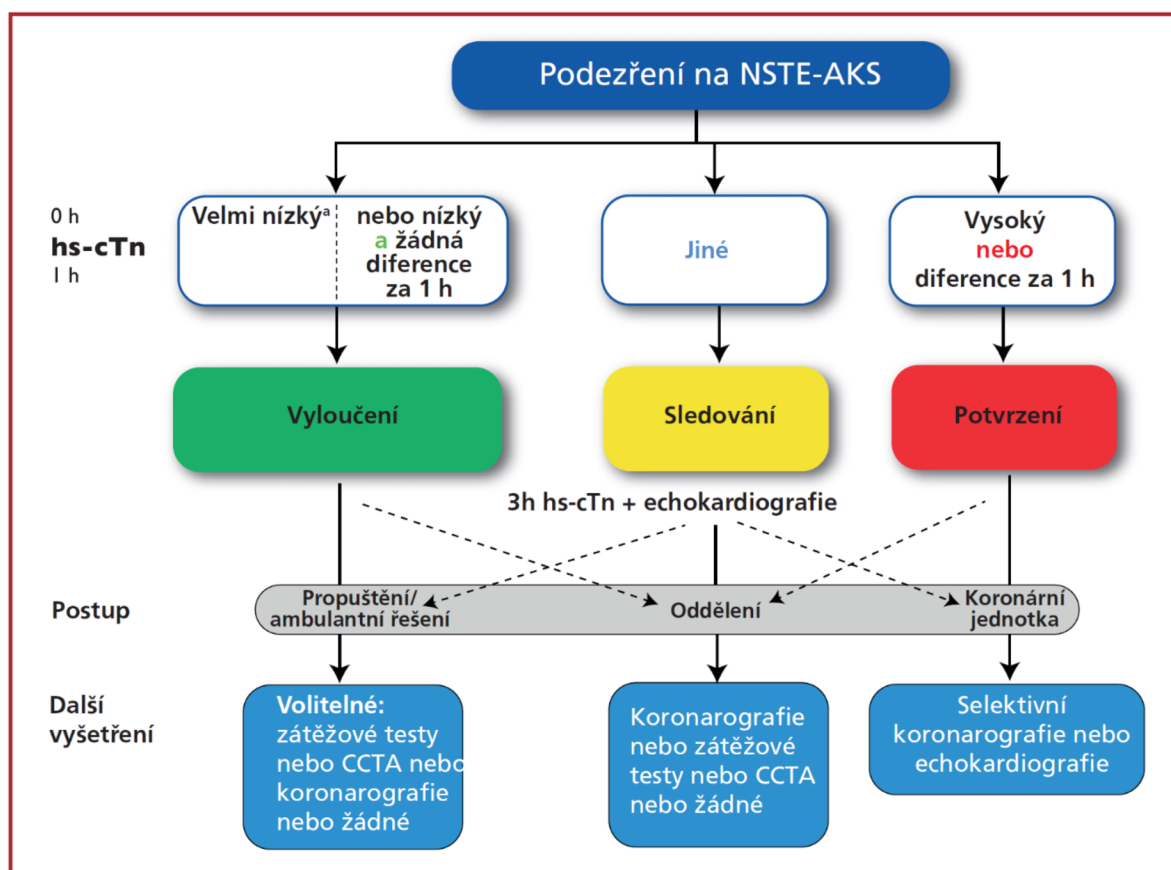 Podezření na NSTE-AKS
0 h
hs-cTn
1 h
Velmi nízkýᵃ
nebo nízký
a žádná
diference
za 1 h
Jiné
Vysoký
nebo
diference za 1 h
Vyloučení
Sledování
Potvrzení
3h hs-cTn + echokardiografie
Postup
Propuštění/
ambulantní řešení
Oddělení
Koronární
jednotka
Další
vyšetření
Volitelné:
zátěžové testy
nebo CCTA nebo
koronarografie
nebo žádné
Koronarografie
nebo zátěžové
testy nebo CCTA
nebo žádné
Selektivní
koronarografie nebo
echokardiografie